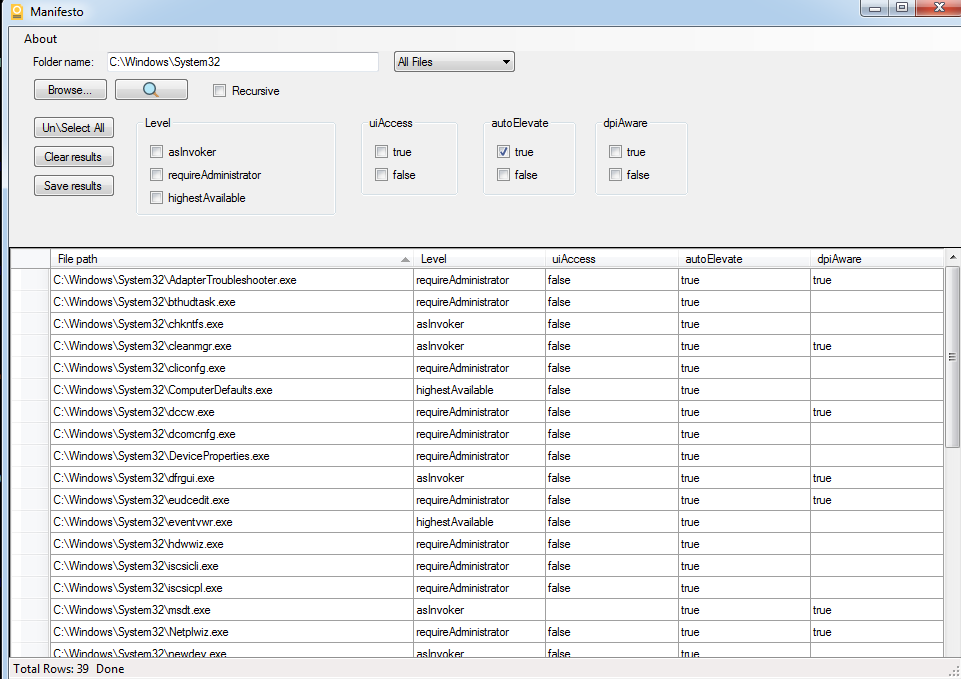 Manifesto
About
Folder name: C:\Windows\System32 All Files
Browse... Recursive
Un\Select All Level uiAccess autoElevate dpiAware
asInvoker true true true
Clear results requireAdministrator false false false
Save results highestAvailable
File path Level uiAccess autoElevate dpiAware
C:\Windows\System32\AdapterTroubleshooter.exe requireAdministrator false true true
C:\Windows\System32\bthudtask.exe requireAdministrator false true
C:\Windows\System32\chkntfs.exe asInvoker false true
C:\Windows\System32\cleanmgr.exe asInvoker false true true
C:\Windows\System32\cliconfg.exe requireAdministrator false true
C:\Windows\System32\ComputerDefaults.exe highestAvailable false true
C:\Windows\System32\dccw.exe requireAdministrator false true true
C:\Windows\System32\dcomcnfg.exe requireAdministrator false true
C:\Windows\System32\DeviceProperties.exe requireAdministrator false true
C:\Windows\System32\dfrgui.exe asInvoker false true true
C:\Windows\System32\eudcedit.exe requireAdministrator false true true
C:\Windows\System32\eventvwr.exe highestAvailable false true
C:\Windows\System32\hdwwiz.exe requireAdministrator false true
C:\Windows\System32\iscsicli.exe requireAdministrator false true
C:\Windows\System32\iscsicpl.exe requireAdministrator false true
C:\Windows\System32\msdt.exe asInvoker true true
C:\Windows\System32\Netplwiz.exe requireAdministrator false true true
C:\Windows\System32\newdev.exe asInvoker false true
Total Rows: 39 Done